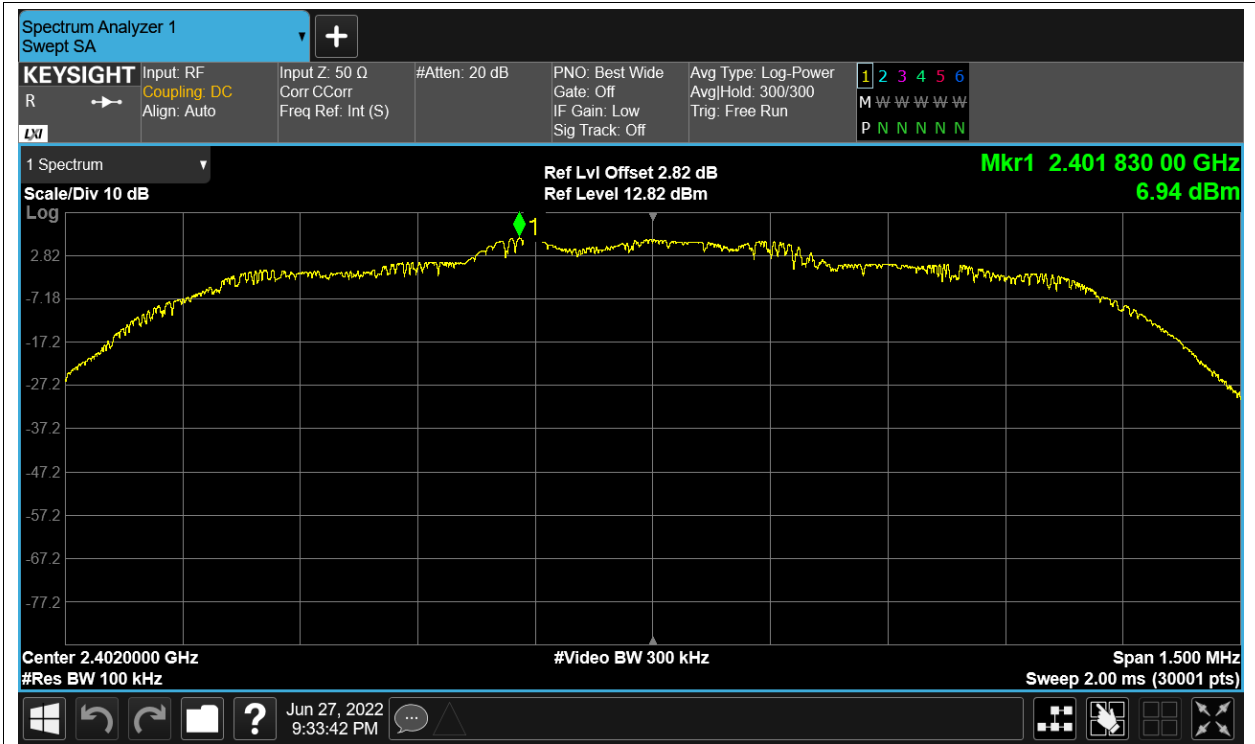 Spectrum Analyzer 1
Swept SA
KEYSIGHT
R
LXI
Input: RF
Coupling: DC
Align: Auto
Input Z: 50 Ω
Corr CCorr
Freq Ref: Int (S)
#Atten: 20 dB
PNO: Best Wide
Gate: Off
IF Gain: Low
Sig Track: Off
Avg Type: Log-Power
Avg|Hold: 300/300
Trig: Free Run
1 2 3 4 5 6
M W W W W W
P N N N N N
1 Spectrum
Scale/Div 10 dB
Log
Ref Lvl Offset 2.82 dB
Ref Level 12.82 dBm
Mkr1 2.401 830 00 GHz
6.94 dBm
1
2.82
-7.18
-17.2
-27.2
-37.2
-47.2
-57.2
-67.2
-77.2
Center 2.4020000 GHz
#Video BW 300 kHz
Span 1.500 MHz
#Res BW 100 kHz
Sweep 2.00 ms (30001 pts)
?
Jun 27, 2022
9:33:42 PM